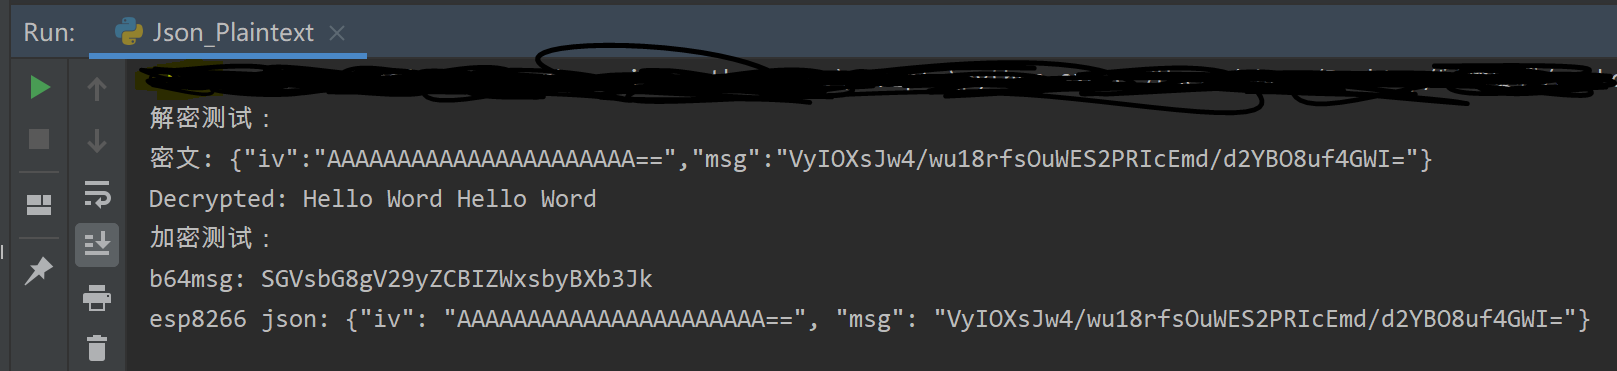 Run: Json_Plaintext
解密测试：
密文: {"iv":"AAAAAAAAAAAAAAAAAAAAAA==","msg":"VyIOXsJw4/wu18rfsOuWES2PRIcEmd/d2YBO8uf4GWI="}
Decrypted: Hello Word Hello Word
加密测试：
b64msg: SGVsbG8gV29yZCBIZWxsbyBXb3Jk
esp8266 json: {"iv": "AAAAAAAAAAAAAAAAAAAAAA==", "msg": "VyIOXsJw4/wu18rfsOuWES2PRIcEmd/d2YBO8uf4GWI="}